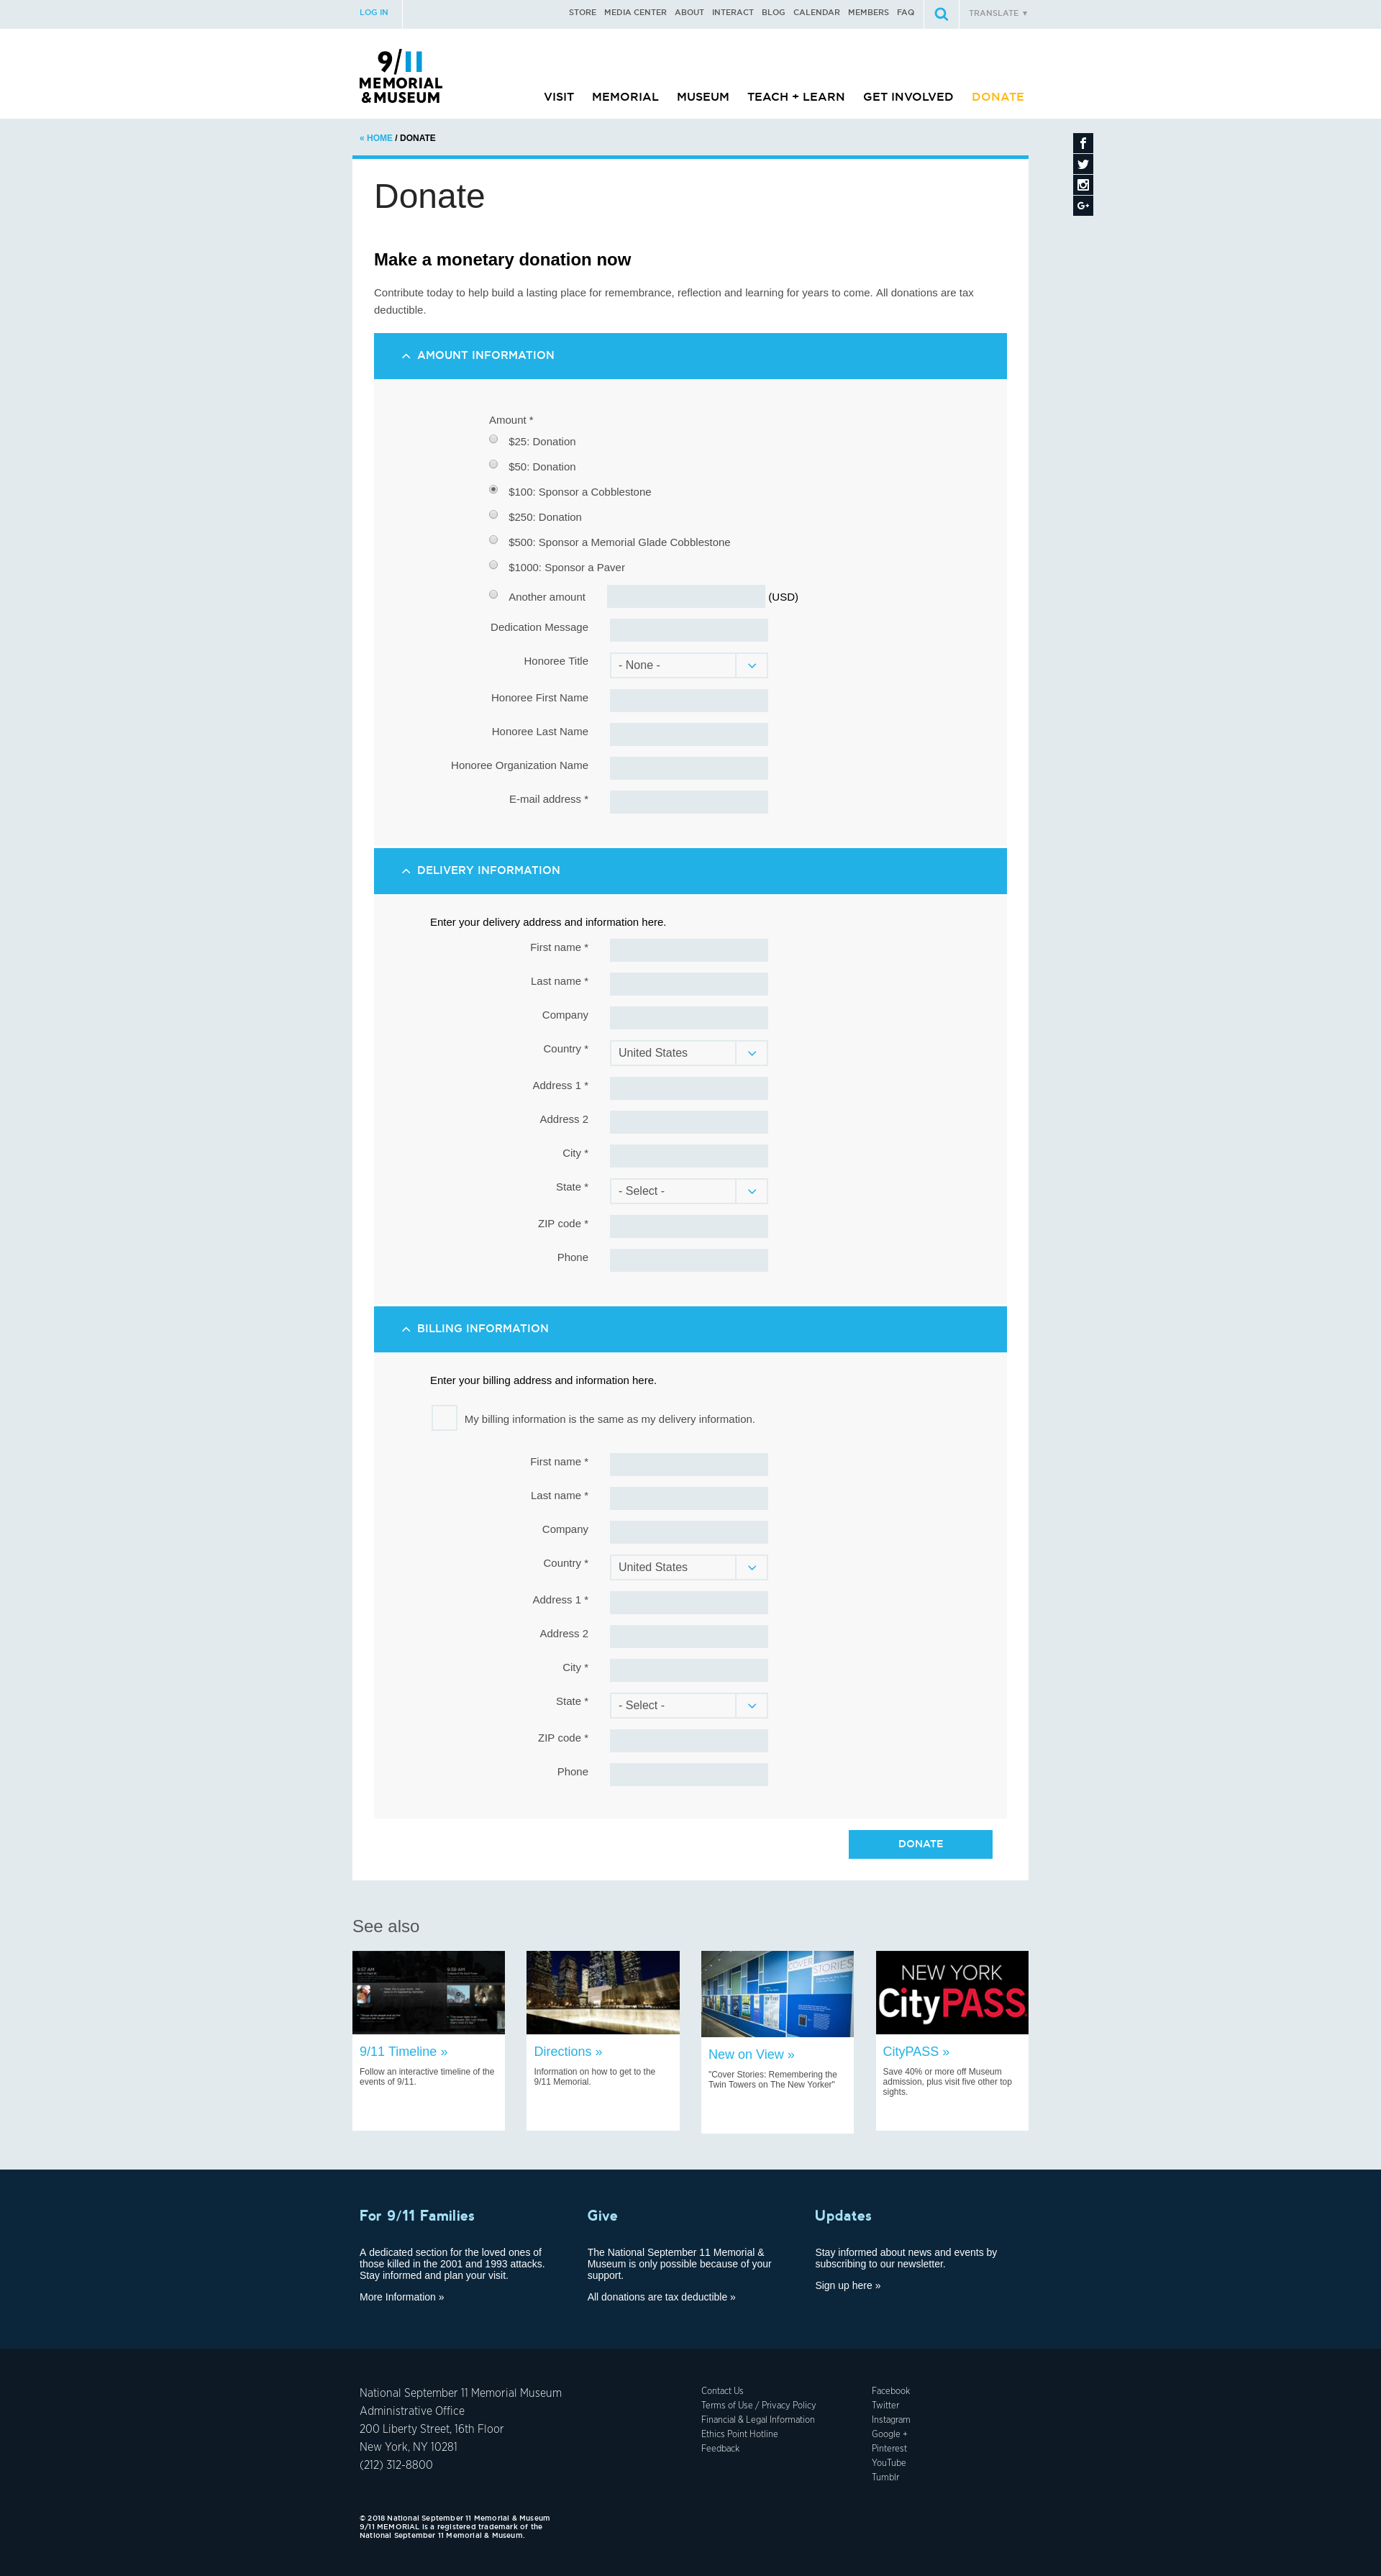 LOG IN
STORE MEDIA CENTER ABOUT INTERACT BLOG CALENDAR MEMBERS FAQ
TRANSLATE ▼
9/11
MEMORIAL
&MUSEUM
VISIT MEMORIAL MUSEUM TEACH + LEARN GET INVOLVED DONATE
« HOME / DONATE
Donate
Make a monetary donation now
Contribute today to help build a lasting place for remembrance, reflection and learning for years to come. All donations are tax
deductible.
AMOUNT INFORMATION
Amount *
$25: Donation
$50: Donation
$100: Sponsor a Cobblestone
$250: Donation
$500: Sponsor a Memorial Glade Cobblestone
$1000: Sponsor a Paver
Another amount (USD)
Dedication Message
Honoree Title - None -
Honoree First Name
Honoree Last Name
Honoree Organization Name
E-mail address *
DELIVERY INFORMATION
Enter your delivery address and information here.
First name *
Last name *
Company
Country * United States
Address 1 *
Address 2
City *
State * - Select -
ZIP code *
Phone
BILLING INFORMATION
Enter your billing address and information here.
My billing information is the same as my delivery information.
First name *
Last name *
Company
Country * United States
Address 1 *
Address 2
City *
State * - Select -
ZIP code *
Phone
DONATE
See also
COVER STORIES
NEW YORK
CityPASS
9/11 Timeline »
Follow an interactive timeline of the
events of 9/11.
Directions »
Information on how to get to the
9/11 Memorial.
New on View »
"Cover Stories: Remembering the
Twin Towers on The New Yorker"
CityPASS »
Save 40% or more off Museum
admission, plus visit five other top
sights.
For 9/11 Families
A dedicated section for the loved ones of
those killed in the 2001 and 1993 attacks.
Stay informed and plan your visit.
More Information »
Give
The National September 11 Memorial &
Museum is only possible because of your
support.
All donations are tax deductible »
Updates
Stay informed about news and events by
subscribing to our newsletter.
Sign up here »
National September 11 Memorial Museum
Administrative Office
200 Liberty Street, 16th Floor
New York, NY 10281
(212) 312-8800
Contact Us
Terms of Use / Privacy Policy
Financial & Legal Information
Ethics Point Hotline
Feedback
Facebook
Twitter
Instagram
Google +
Pinterest
YouTube
Tumblr
© 2018 National September 11 Memorial & Museum
9/11 MEMORIAL is a registered trademark of the
National September 11 Memorial & Museum.